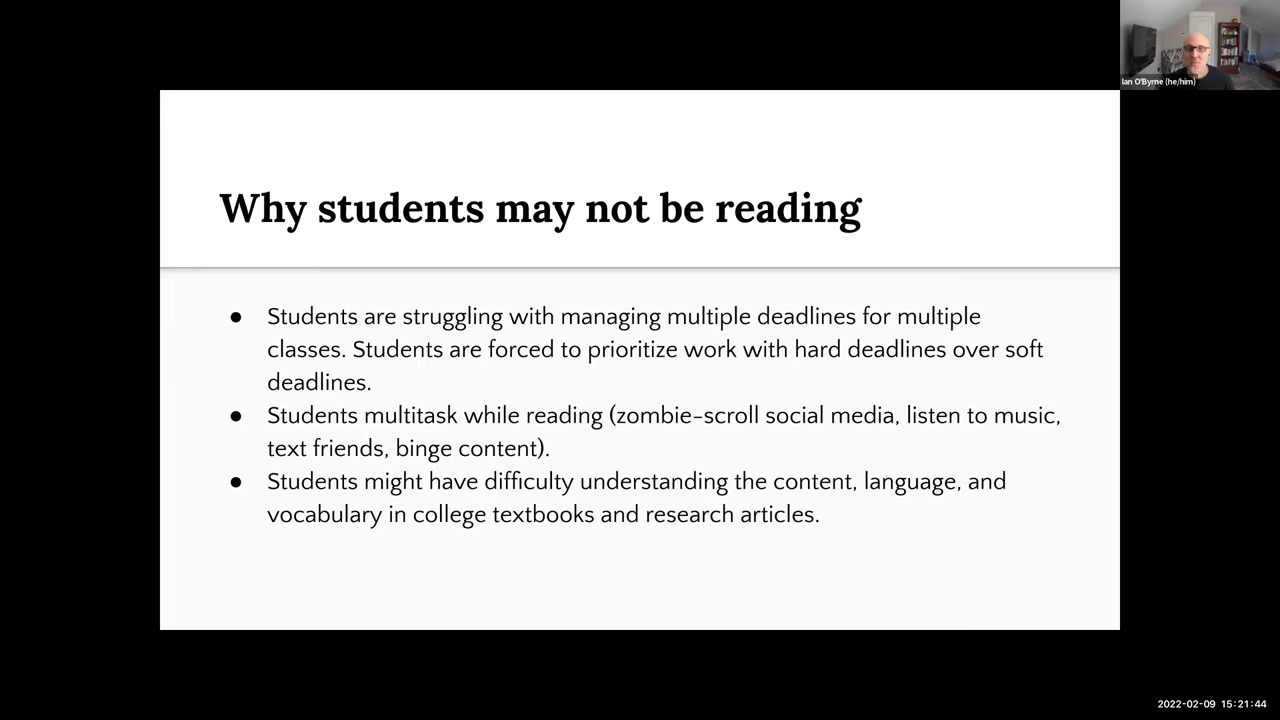 Ian O'Byrne (he/him)
Why students may not be reading
● Students are struggling with managing multiple deadlines for multiple
classes. Students are forced to prioritize work with hard deadlines over soft
deadlines.
● Students multitask while reading (zombie-scroll social media, listen to music,
text friends, binge content).
● Students might have difficulty understanding the content, language, and
vocabulary in college textbooks and research articles.
2022-02-09 15:21:44